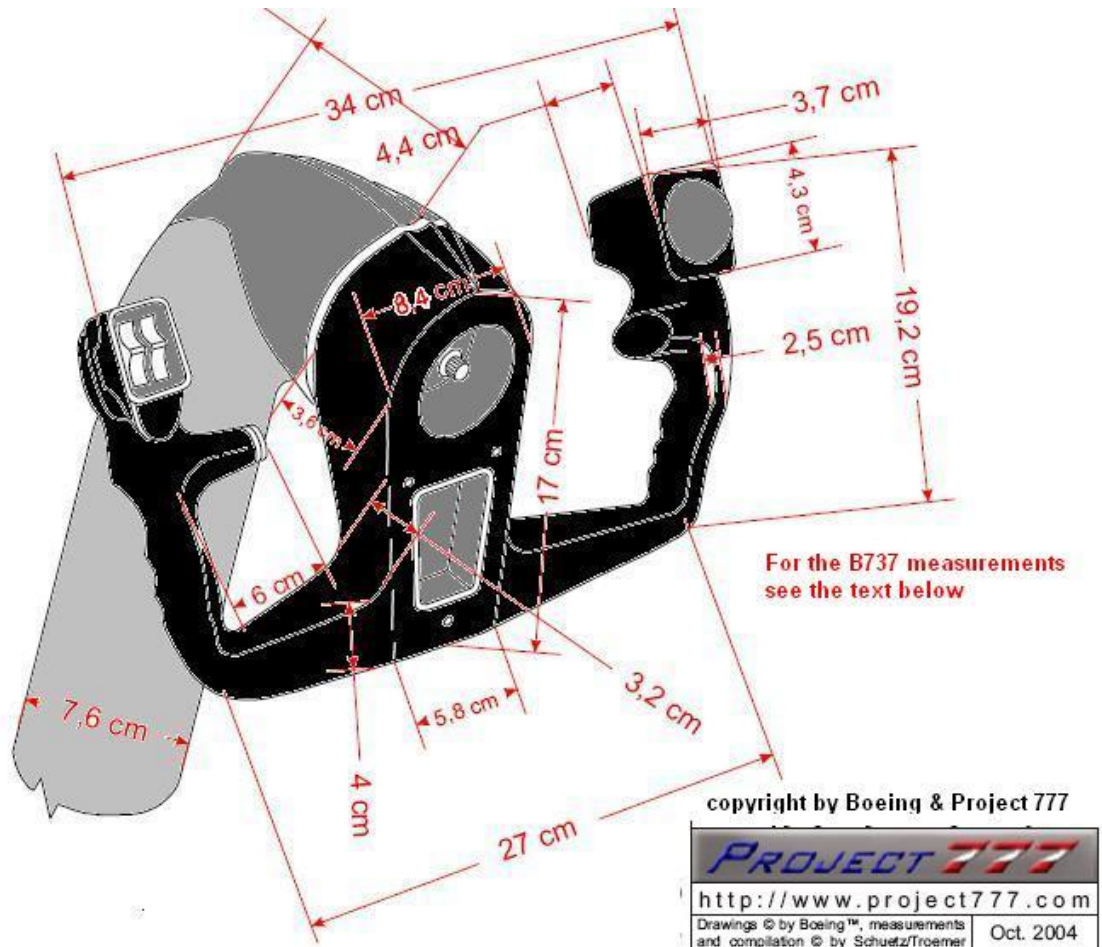 34 cm
4,4 cm
3,7 cm
4,3 cm
8,4 cm
19,2 cm
2,5 cm
3,6 cm
17 cm
For the B737 measurements
see the text below
6 cm
3,2 cm
5,8 cm
7,6 cm
4 cm
27 cm
copyright by Boeing & Project 777
PROJECT 777
http://www.project777.com
Drawings © by Boeing™, measurements
and compilation © by Schuetz/Troemer
Oct. 2004